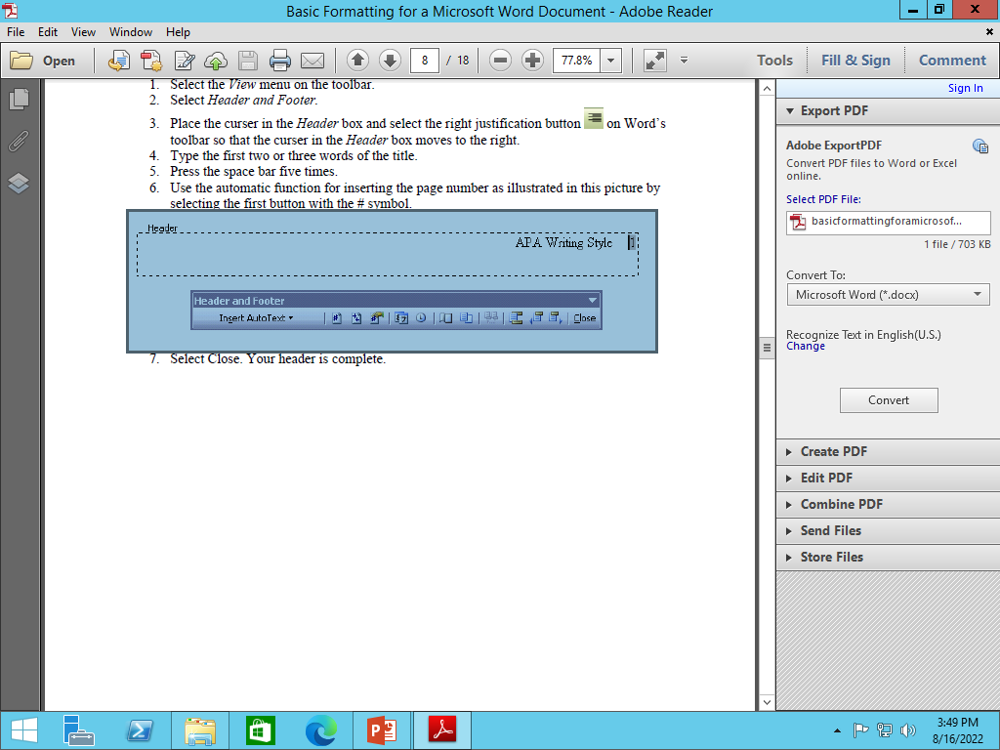 Basic Formatting for a Microsoft Word Document - Adobe Reader
File Edit View Window Help
Open 8 / 18 77.8% Tools Fill & Sign Comment
Sign In
1. Select the View menu on the toolbar.
2. Select Header and Footer.
3. Place the curser in the Header box and select the right justification button on Word's
toolbar so that the curser in the Header box moves to the right.
4. Type the first two or three words of the title.
5. Press the space bar five times.
6. Use the automatic function for inserting the page number as illustrated in this picture by
selecting the first button with the # symbol.
Header
APA Writing Style 1
Header and Footer
Insert AutoText Close
7. Select Close. Your header is complete.
Export PDF
Adobe ExportPDF
Convert PDF files to Word or Excel
online.
Select PDF File:
basicformattingforamicrosof...
1 file / 703 KB
Convert To:
Microsoft Word (*.docx)
Recognize Text in English(U.S.)
Change
Convert
Create PDF
Edit PDF
Combine PDF
Send Files
Store Files
3:49 PM
8/16/2022